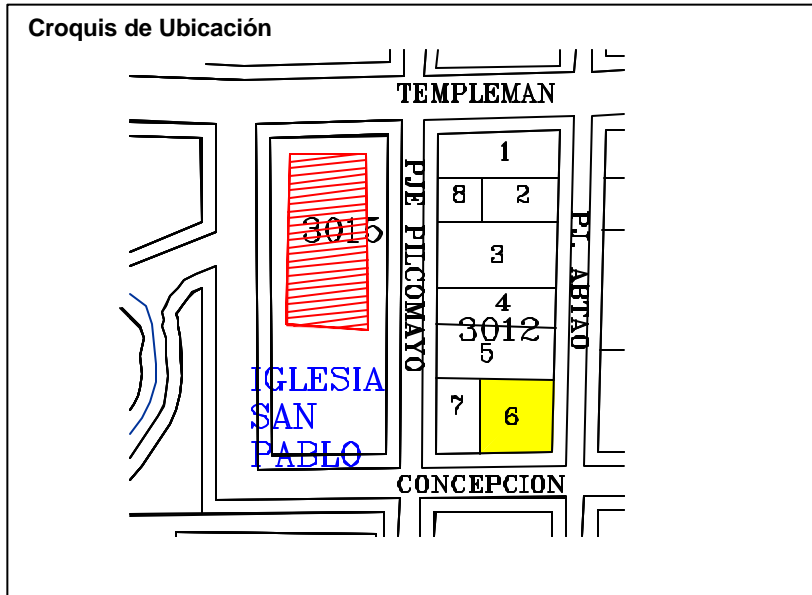 Croquis de Ubicación
TEMPLEMAN
1
8
2
3015
PJE PILCOMAYO
PJ. ABTAO
3
4
3012
5
IGLESIA
SAN
PABLO
7
6
CONCEPCION